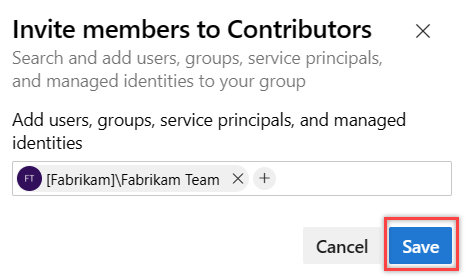 Invite members to Contributors
Search and add users, groups, service principals,
and managed identities to your group
Add users, groups, service principals, and managed
identities
FT [Fabrikam]\Fabrikam Team
Cancel Save